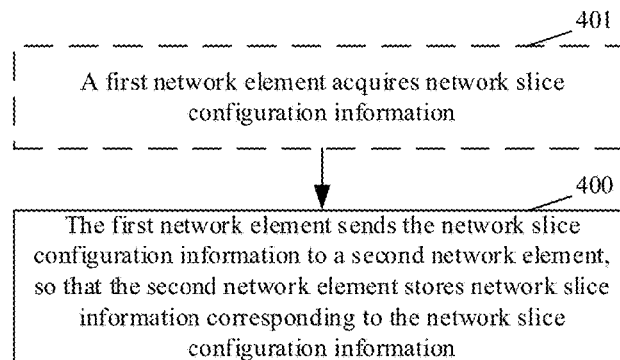 401
A first network element acquires network slice
configuration information
400
The first network element sends the network slice
configuration information to a second network element,
so that the second network element stores network slice
information corresponding to the network slice
configuration information